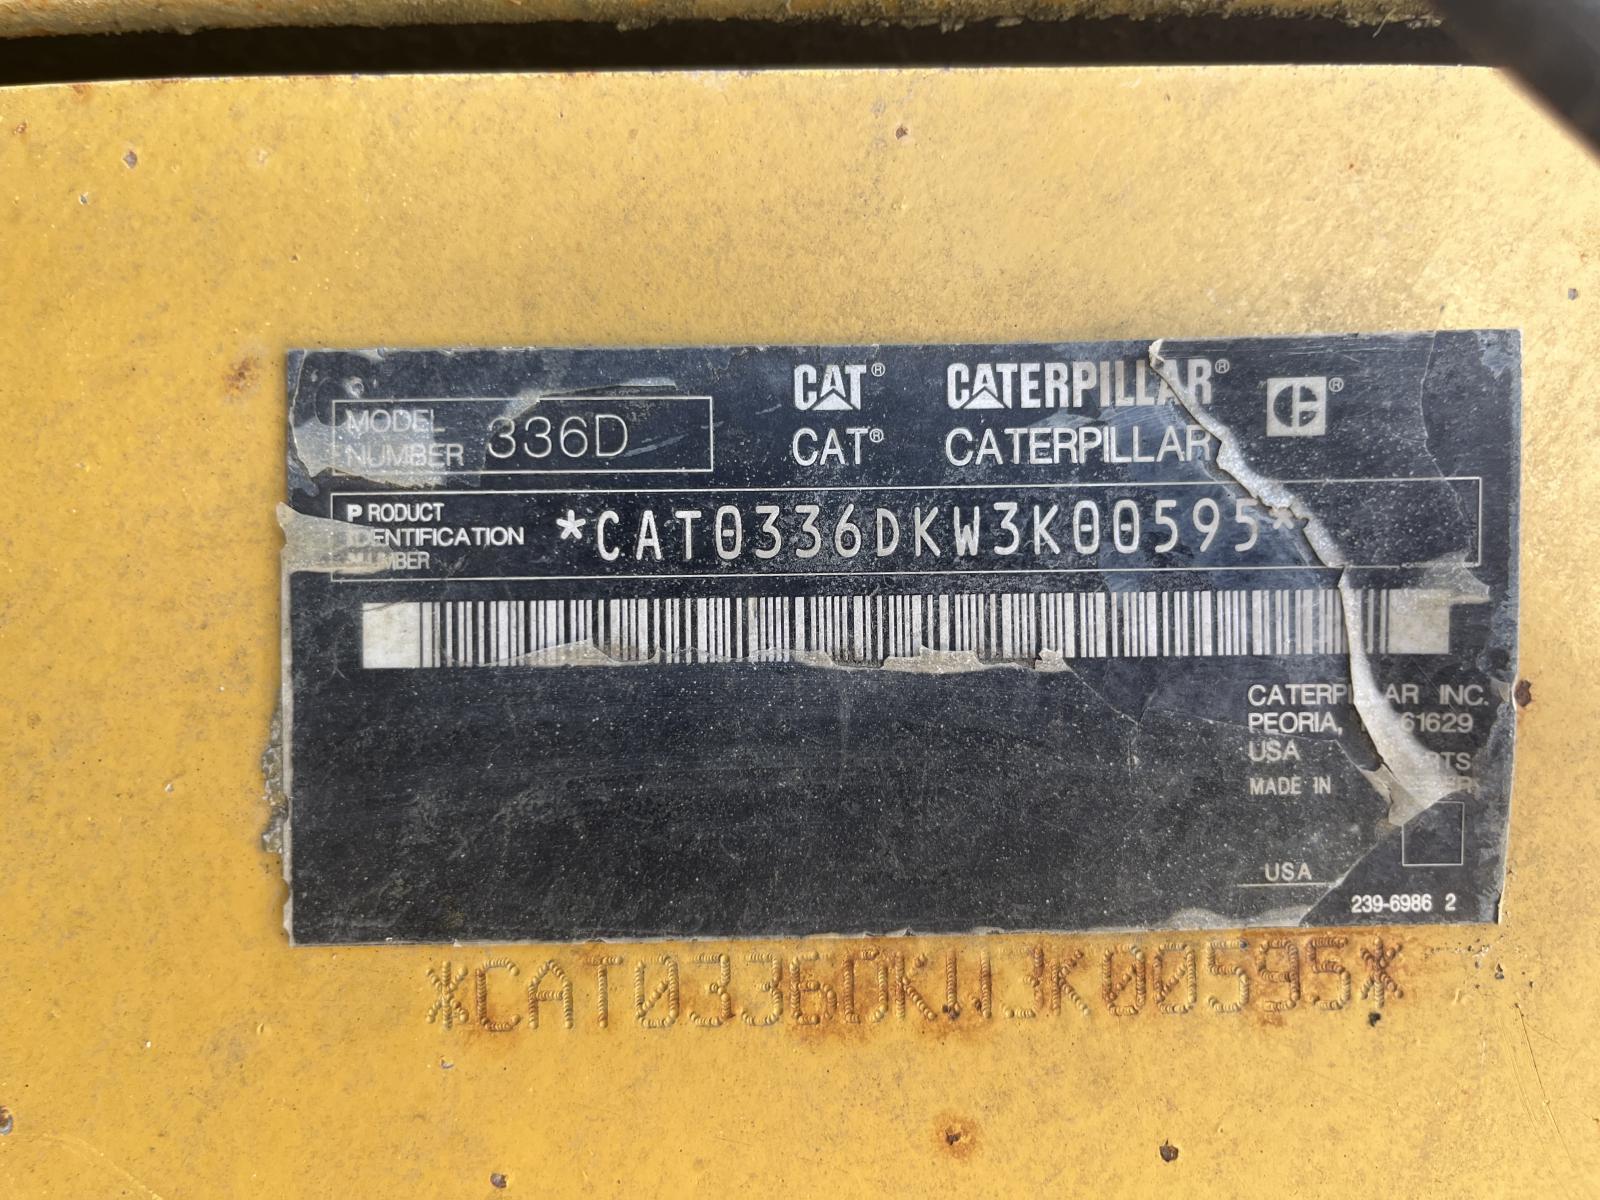 CAT® CATERPILLAR® C®
MODEL
NUMBER 336D
CAT® CATERPILLAR
PRODUCT
IDENTIFICATION
NUMBER
*CAT0336DKW3K00595*
CATERPILLAR INC.
PEORIA, 61629
USA
MADE IN
USA
239-6986 2
*CAT0336DKW3K00595*